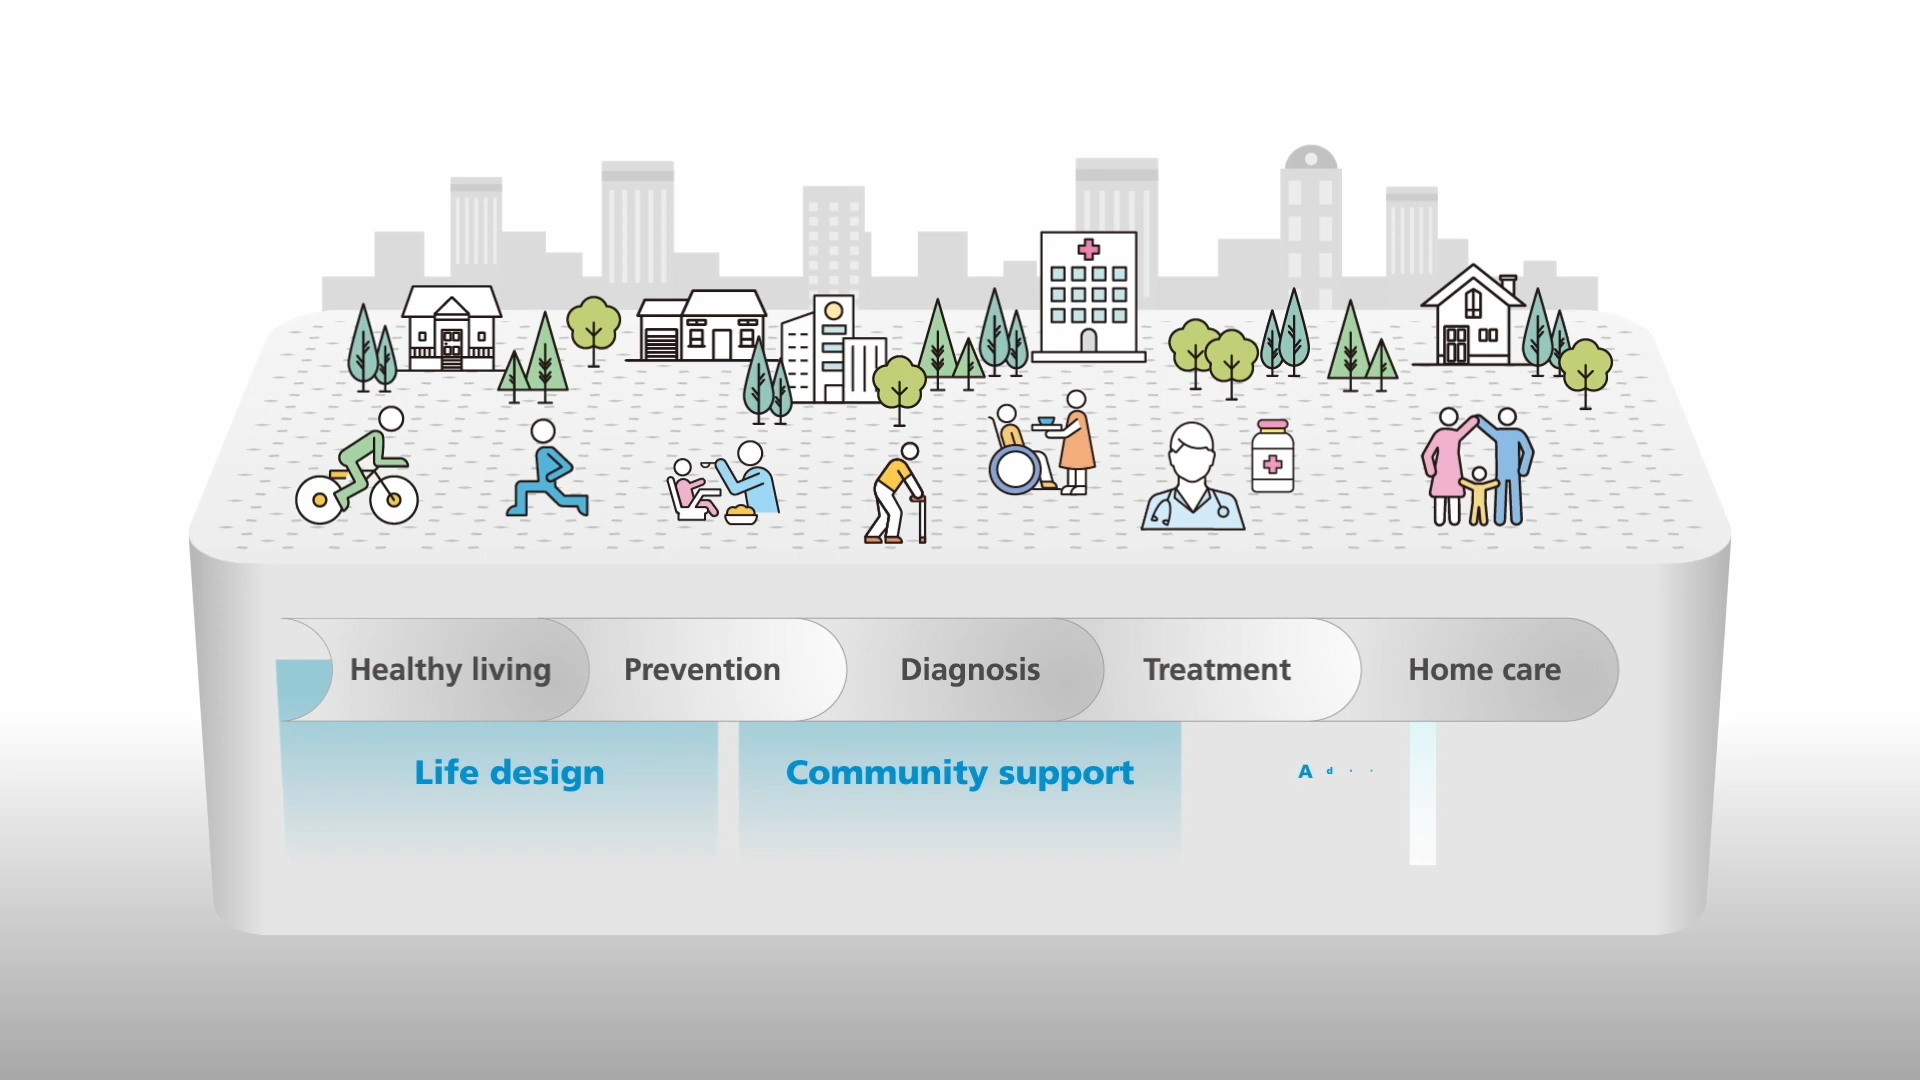 Healthy living
Prevention
Diagnosis
Treatment
Home care
Life design
Community support